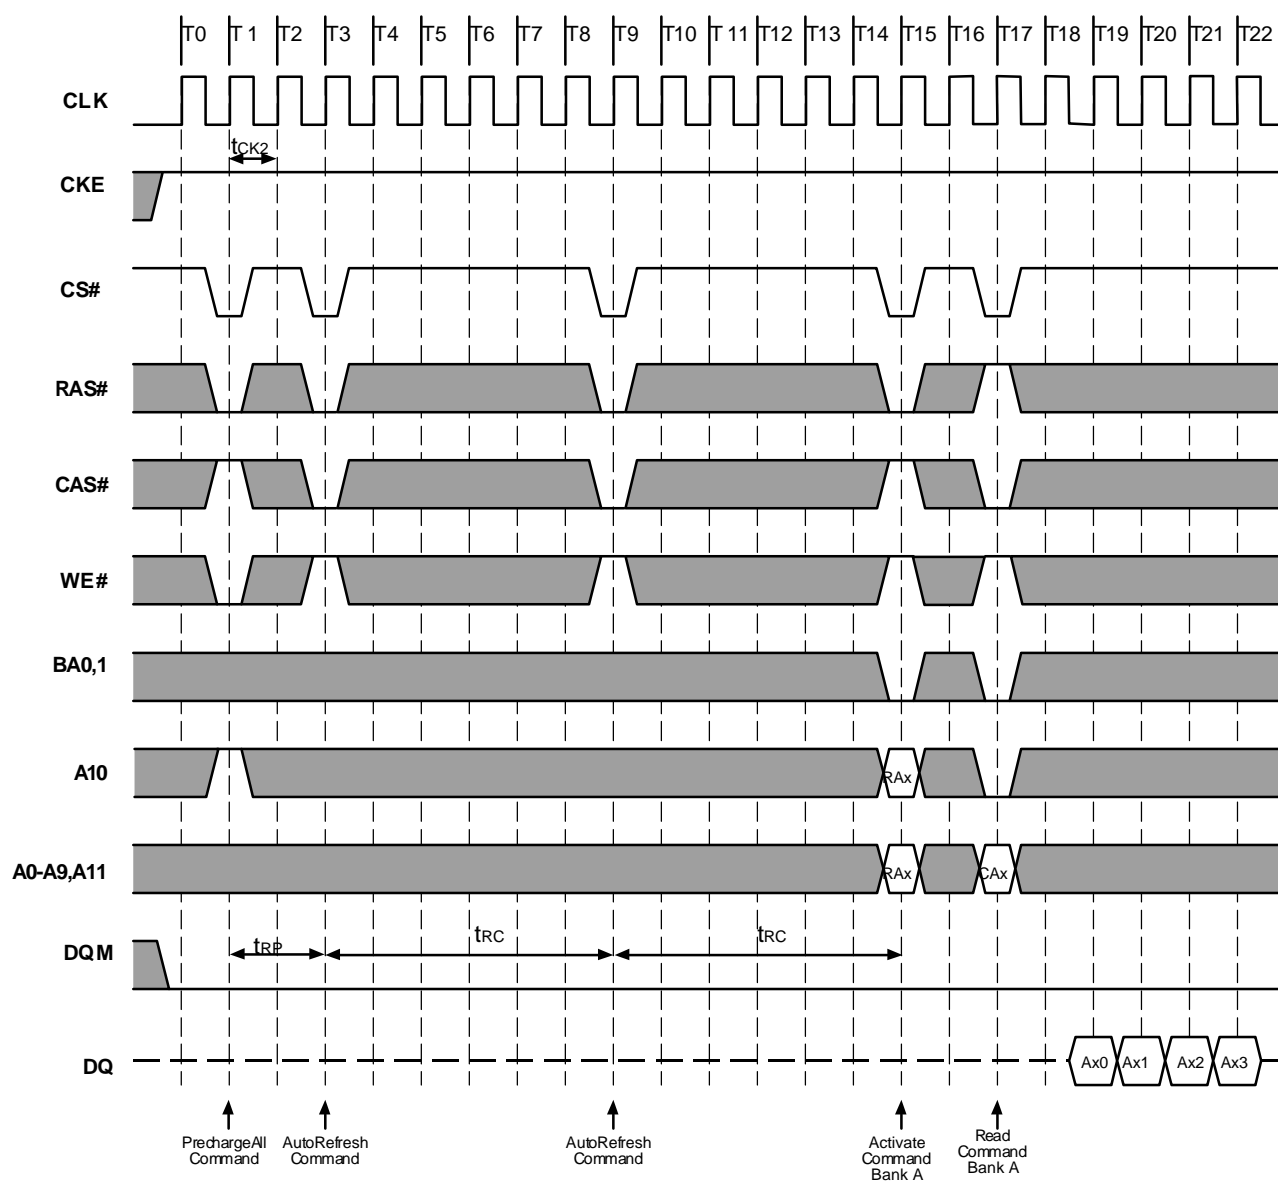 T0 T1 T2 T3 T4 T5 T6 T7 T8 T9 T10 T11 T12 T13 T14 T15 T16 T17 T18 T19 T20 T21 T22
CLK
tCK2
CKE
CS#
RAS#
CAS#
WE#
BA0,1
A10
RAx
A0-A9,A11
RAx CAx
DQM
tRP tRC tRC
DQ
Ax0 Ax1 Ax2 Ax3
PrechargeAll
Command
AutoRefresh
Command
AutoRefresh
Command
Activate
Command
Bank A
Read
Command
Bank A